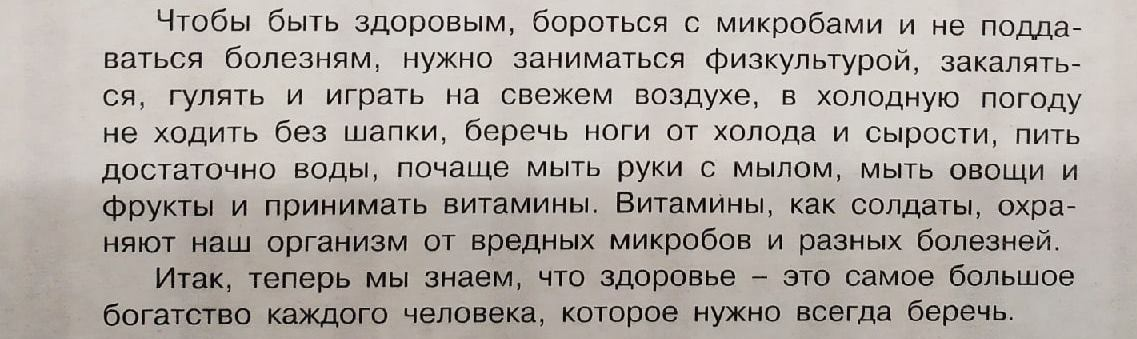 Чтобы быть здоровым, бороться с микробами и не подда-
ваться болезням, нужно заниматься физкультурой, закалять-
ся, гулять и играть на свежем воздухе, в холодную погоду
не ходить без шапки, беречь ноги от холода и сырости, пить
достаточно воды, почаще мыть руки с мылом, мыть овощи и
фрукты и принимать витамины. Витамины, как солдаты, охра-
няют наш организм от вредных микробов и разных болезней.
Итак, теперь мы знаем, что здоровье – это самое большое
богатство каждого человека, которое нужно всегда беречь.